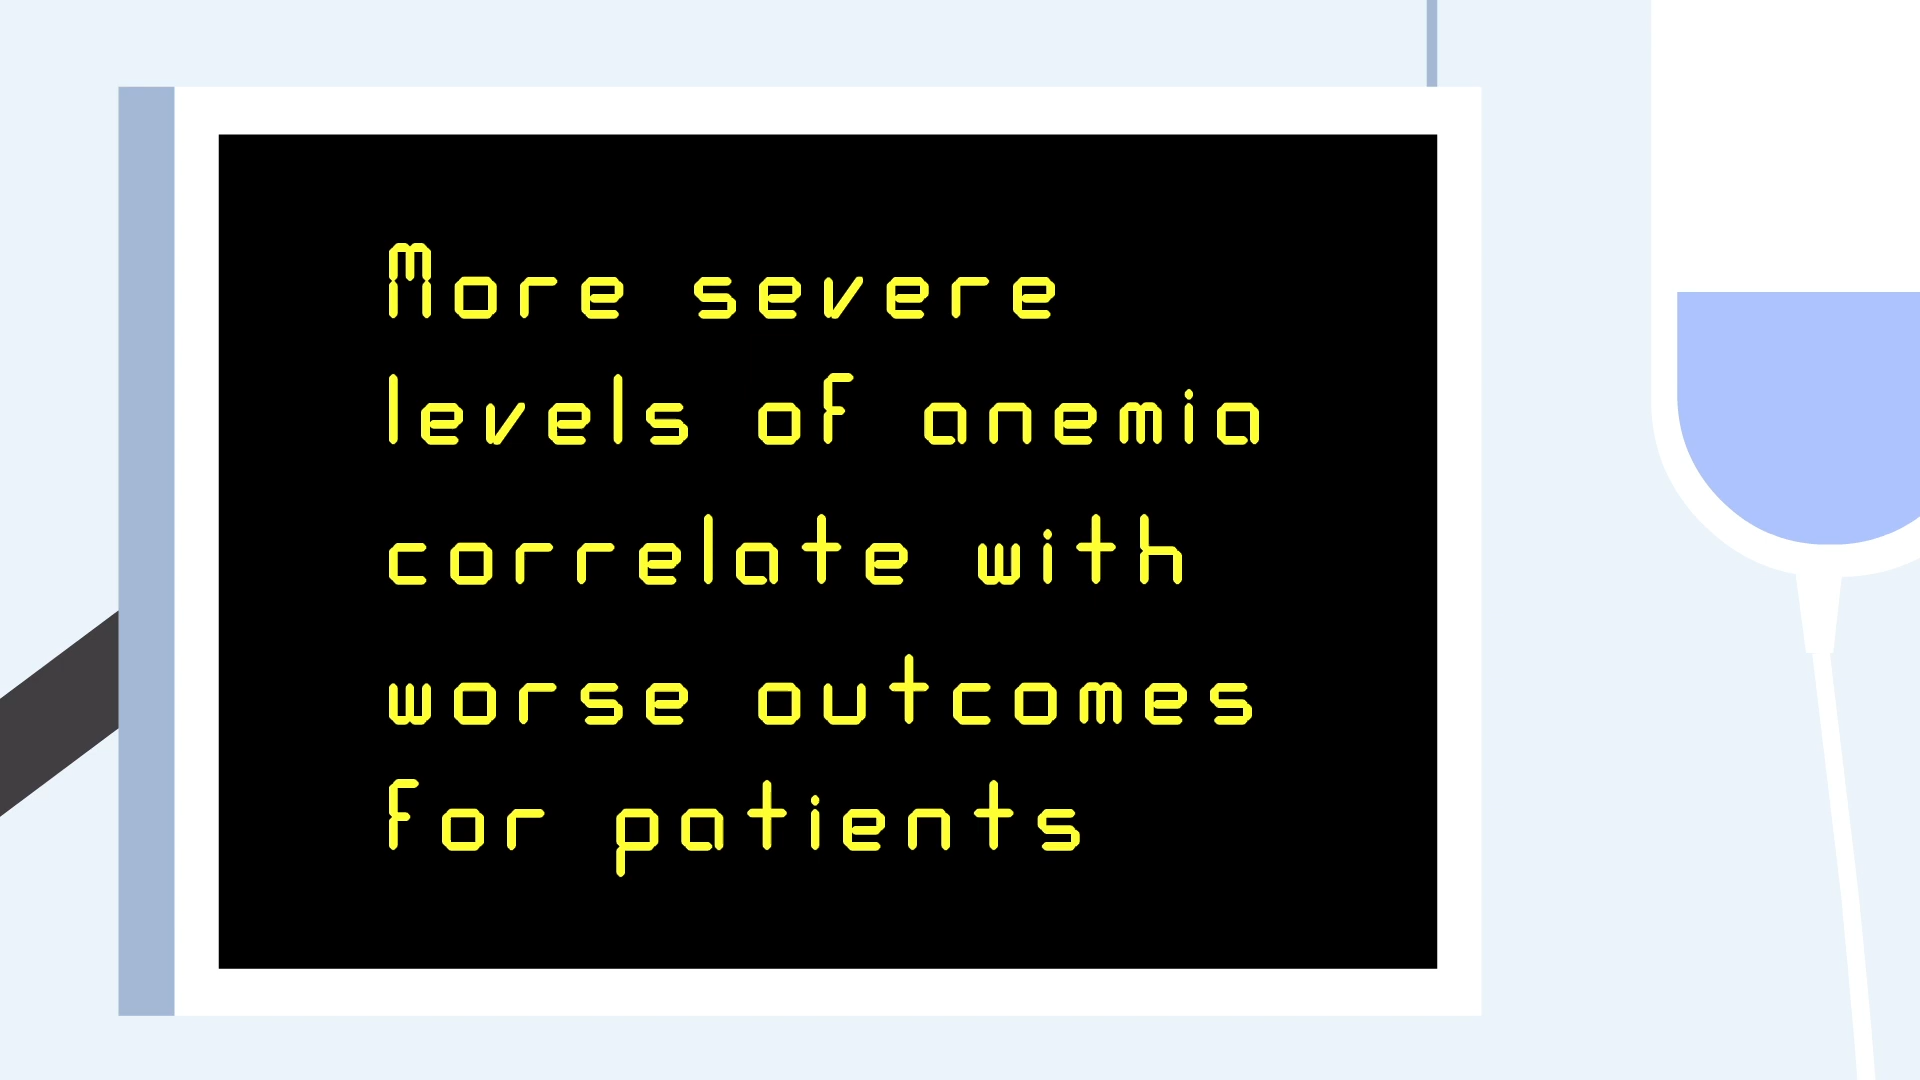 More severe
levels of anemia
correlate with
worse outcomes
for patients